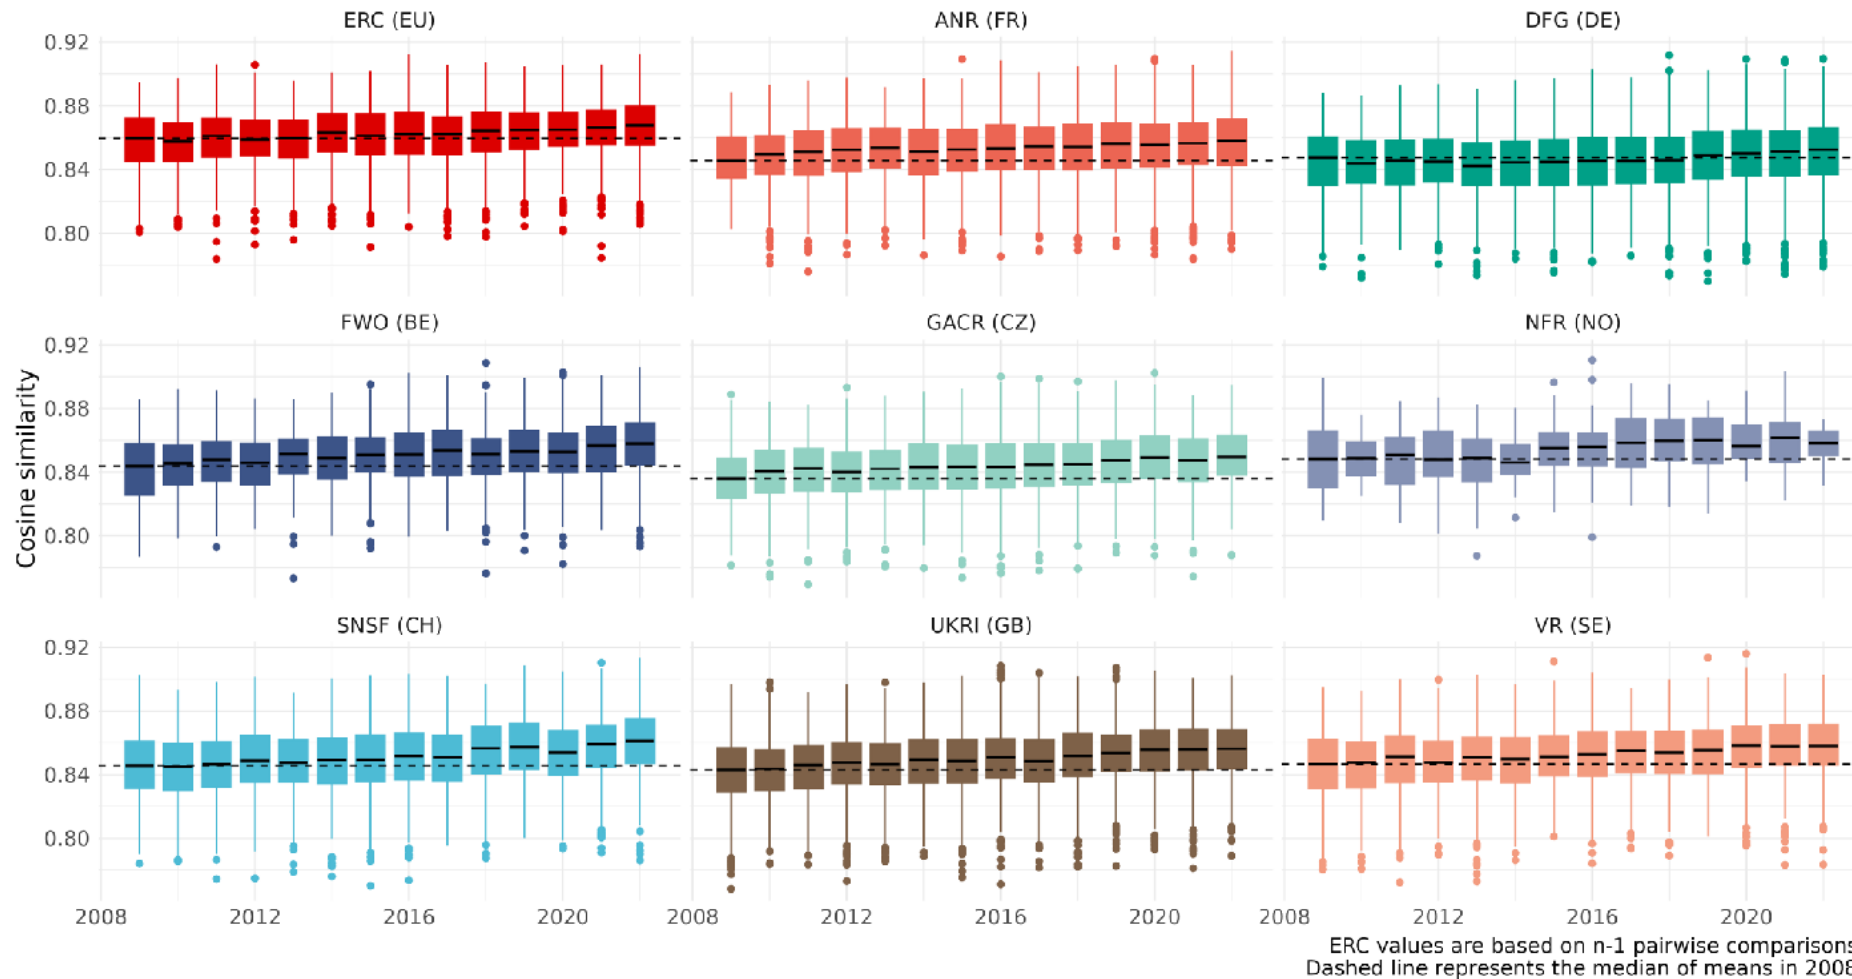 ERC (EU) ANR (FR) DFG (DE)
0.92
0.88
0.84
0.80
FWO (BE) GACR (CZ) NFR (NO)
0.92
0.88
0.84
0.80
Cosine similarity
SNSF (CH) UKRI (GB) VR (SE)
0.92
0.88
0.84
0.80
2008 2012 2016 2020 2008 2012 2016 2020 2008 2012 2016 2020
ERC values are based on n-1 pairwise comparisons
Dashed line represents the median of means in 2008